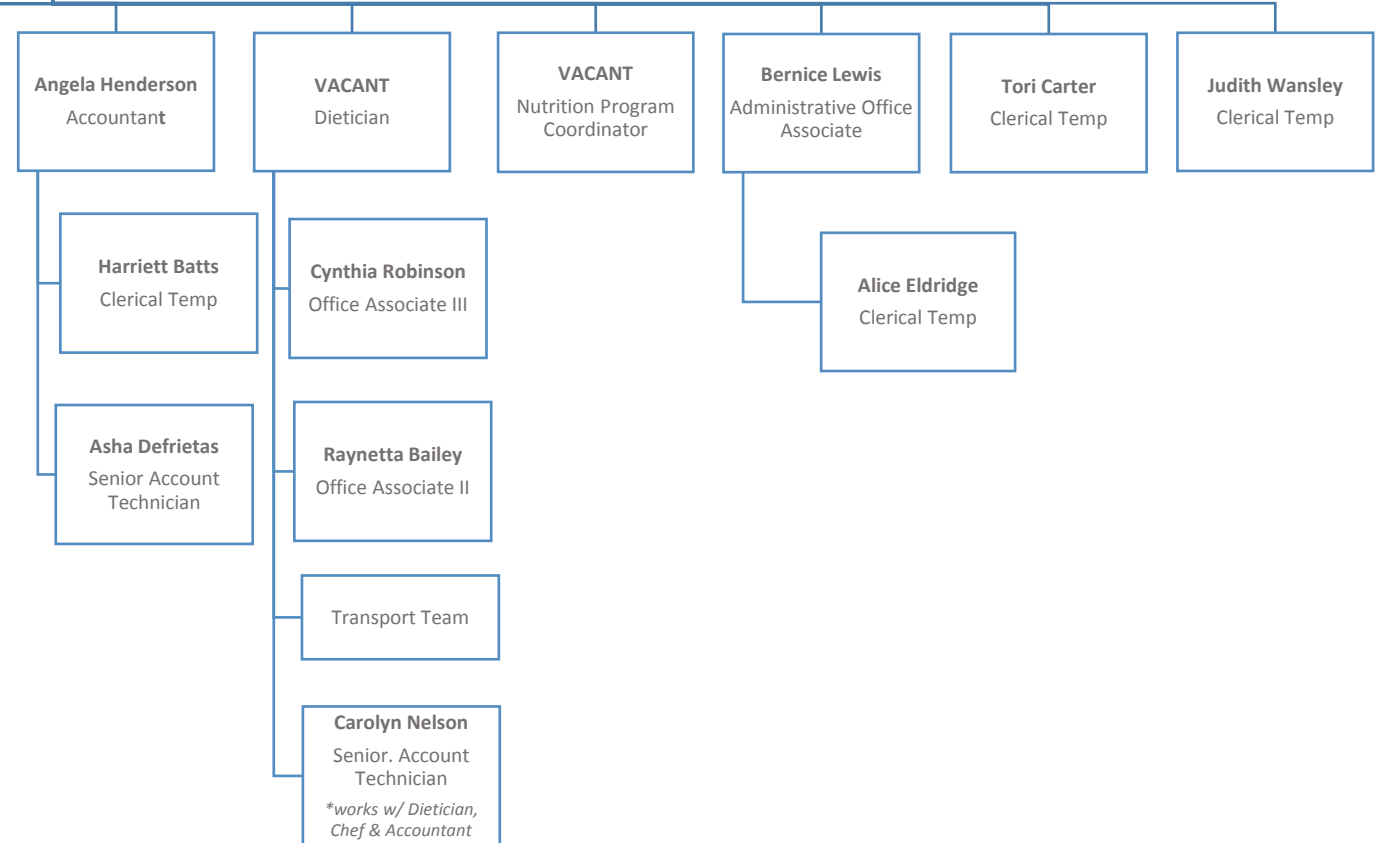 Angela Henderson
Accountant
VACANT
Dietician
VACANT
Nutrition Program
Coordinator
Bernice Lewis
Administrative Office
Associate
Tori Carter
Clerical Temp
Judith Wansley
Clerical Temp
Harriett Batts
Clerical Temp
Asha Defrietas
Senior Account
Technician
Cynthia Robinson
Office Associate III
Raynetta Bailey
Office Associate II
Transport Team
Carolyn Nelson
Senior. Account
Technician
*works w/ Dietician,
Chef & Accountant
Alice Eldridge
Clerical Temp